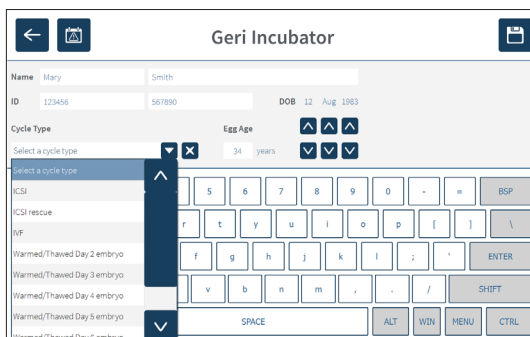 Geri Incubator
Name Mary Smith
ID 123456 567890 DOB 12 Aug 1983
Cycle Type Egg Age
Select a cycle type 34 years
Select a cycle type
ICSI 5 6 7 8 9 0 - = BSP
ICSI rescue r t y u i o p [ ] \
IVF
Warmed/Thawed Day 2 embryo f g h j k l ; ' ENTER
Warmed/Thawed Day 3 embryo
Warmed/Thawed Day 4 embryo v b n m , . / SHIFT
Warmed/Thawed Day 5 embryo SPACE ALT WIN MENU CTRL